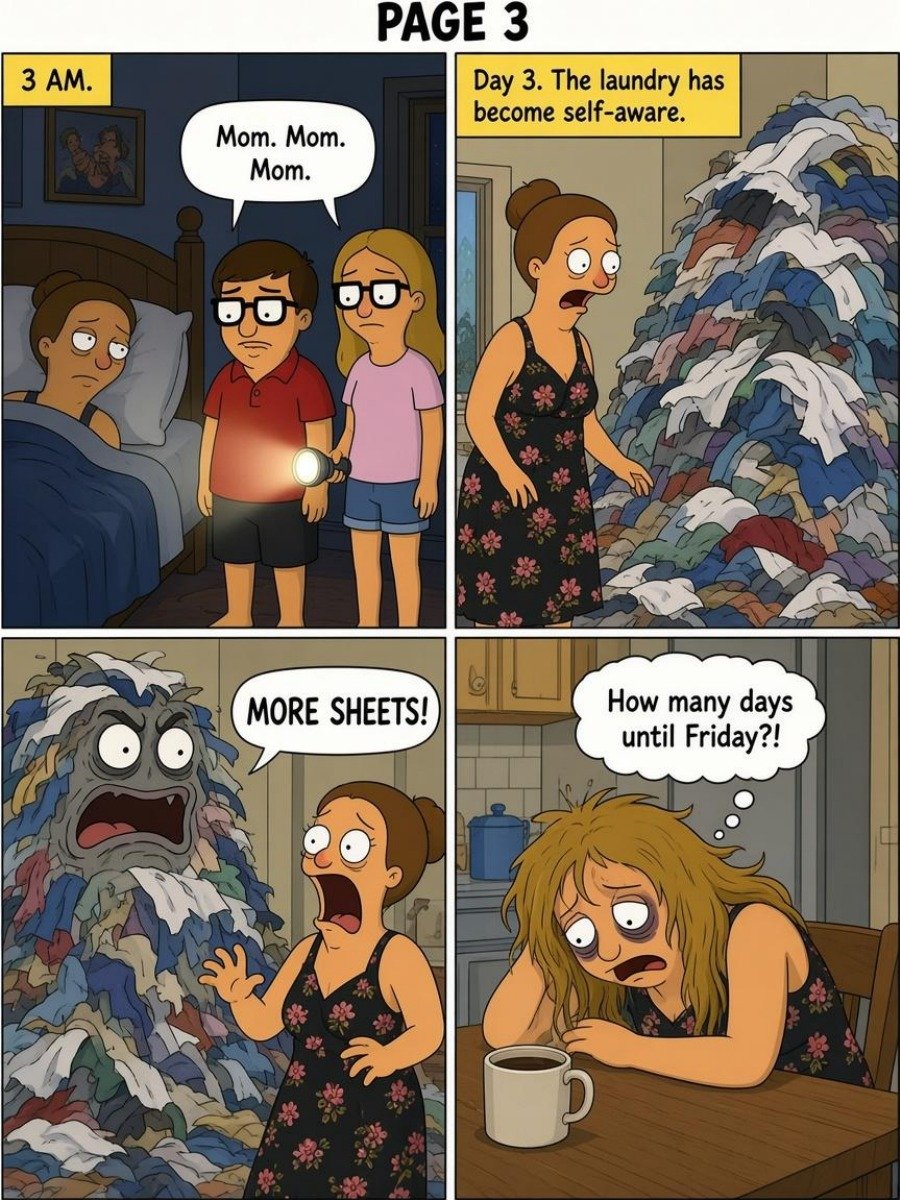 PAGE 3
3 AM.
Mom. Mom.
Mom.
Day 3. The laundry has
become self-aware.
MORE SHEETS!
How many days
until Friday?!